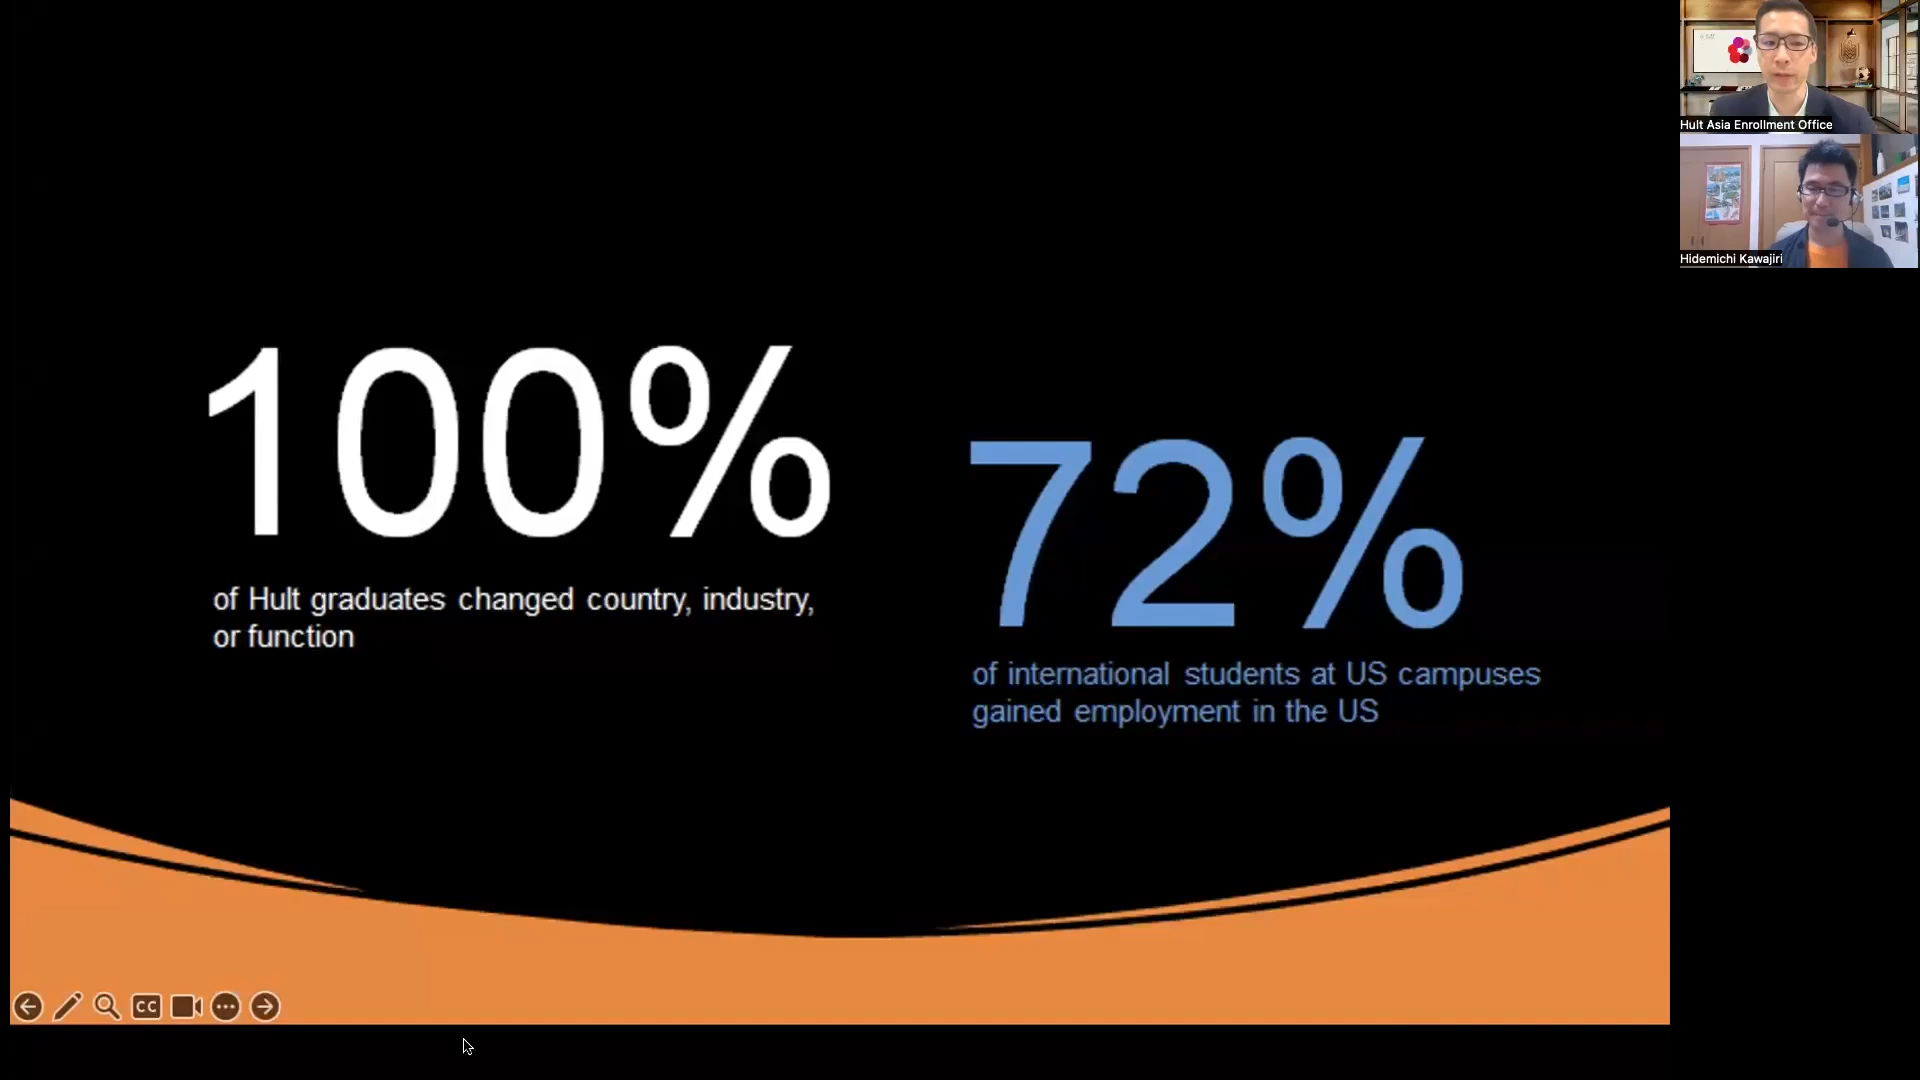 100%
of Hult graduates changed country, industry,
or function
72%
of international students at US campuses
gained employment in the US
Hult Asia Enrollment Office
Hidemichi Kawajiri
CC